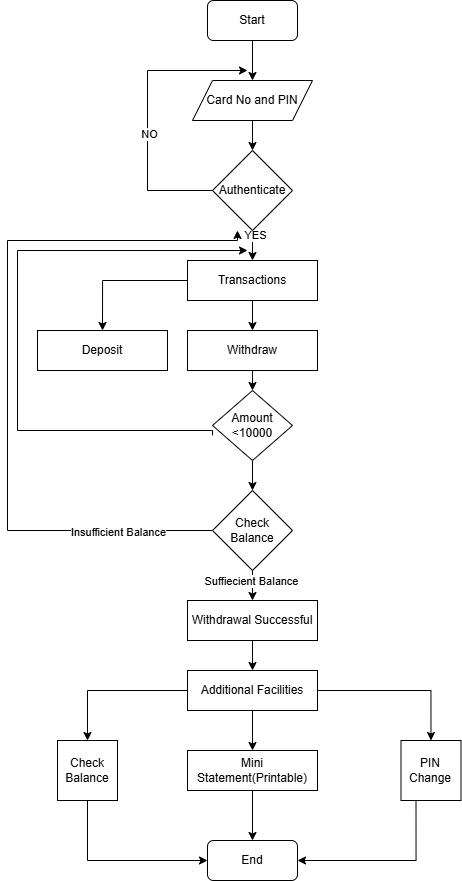 Start
Card No and PIN
NO
Authenticate
YES
Transactions
Deposit
Withdraw
Amount
<10000
Check
Balance
Insufficient Balance
Suffiecient Balance
Withdrawal Successful
Additional Facilities
Check
Balance
Mini
Statement(Printable)
PIN
Change
End